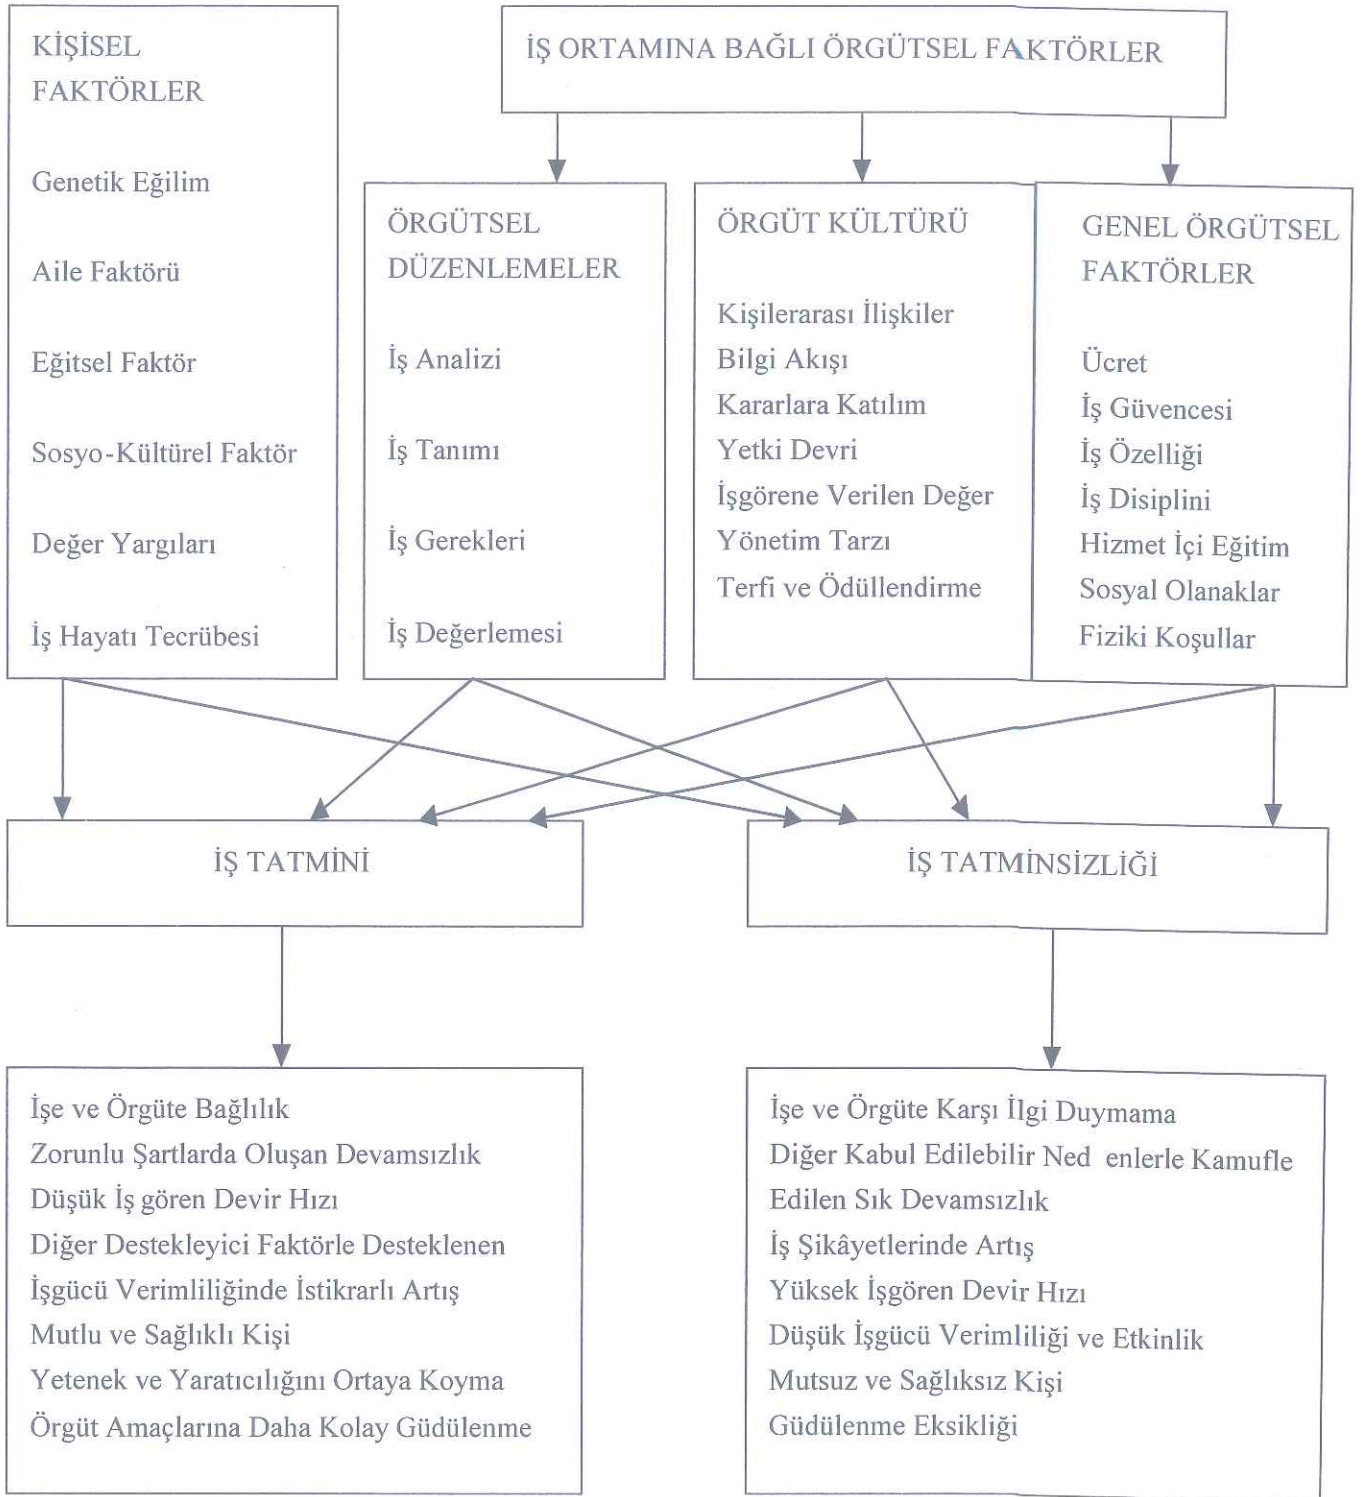 KİŞİSEL
FAKTÖRLER
Genetik Eğilim
Aile Faktörü
Eğitsel Faktör
Sosyo-Kültürel Faktör
Değer Yargıları
İş Hayatı Tecrübesi
İŞ ORTAMINA BAĞLI ÖRGÜTSEL FAKTÖRLER
ÖRGÜTSEL
DÜZENLEMELER
İş Analizi
İş Tanımı
İş Gerekleri
İş Değerlemesi
ÖRGÜT KÜLTÜRÜ
Kişilerarası İlişkiler
Bilgi Akışı
Kararlara Katılım
Yetki Devri
İşgörene Verilen Değer
Yönetim Tarzı
Terfi ve Ödüllendirme
GENEL ÖRGÜTSEL
FAKTÖRLER
Ücret
İş Güvencesi
İş Özelliği
İş Disiplini
Hizmet İçi Eğitim
Sosyal Olanaklar
Fiziki Koşullar
İŞ TATMİNİ
İŞ TATMİNSİZLİĞİ
İşe ve Örgüte Bağlılık
Zorunlu Şartlarda Oluşan Devamsızlık
Düşük İş gören Devir Hızı
Diğer Destekleyici Faktörle Desteklenen
İşgücü Verimliliğinde İstikrarlı Artış
Mutlu ve Sağlıklı Kişi
Yetenek ve Yaratıcılığını Ortaya Koyma
Örgüt Amaçlarına Daha Kolay Güdülenme
İşe ve Örgüte Karşı İlgi Duymama
Diğer Kabul Edilebilir Ned enlerle Kamufle
Edilen Sık Devamsızlık
İş Şikâyetlerinde Artış
Yüksek İşgören Devir Hızı
Düşük İşgücü Verimliliği ve Etkinlik
Mutsuz ve Sağlıksız Kişi
Güdülenme Eksikliği